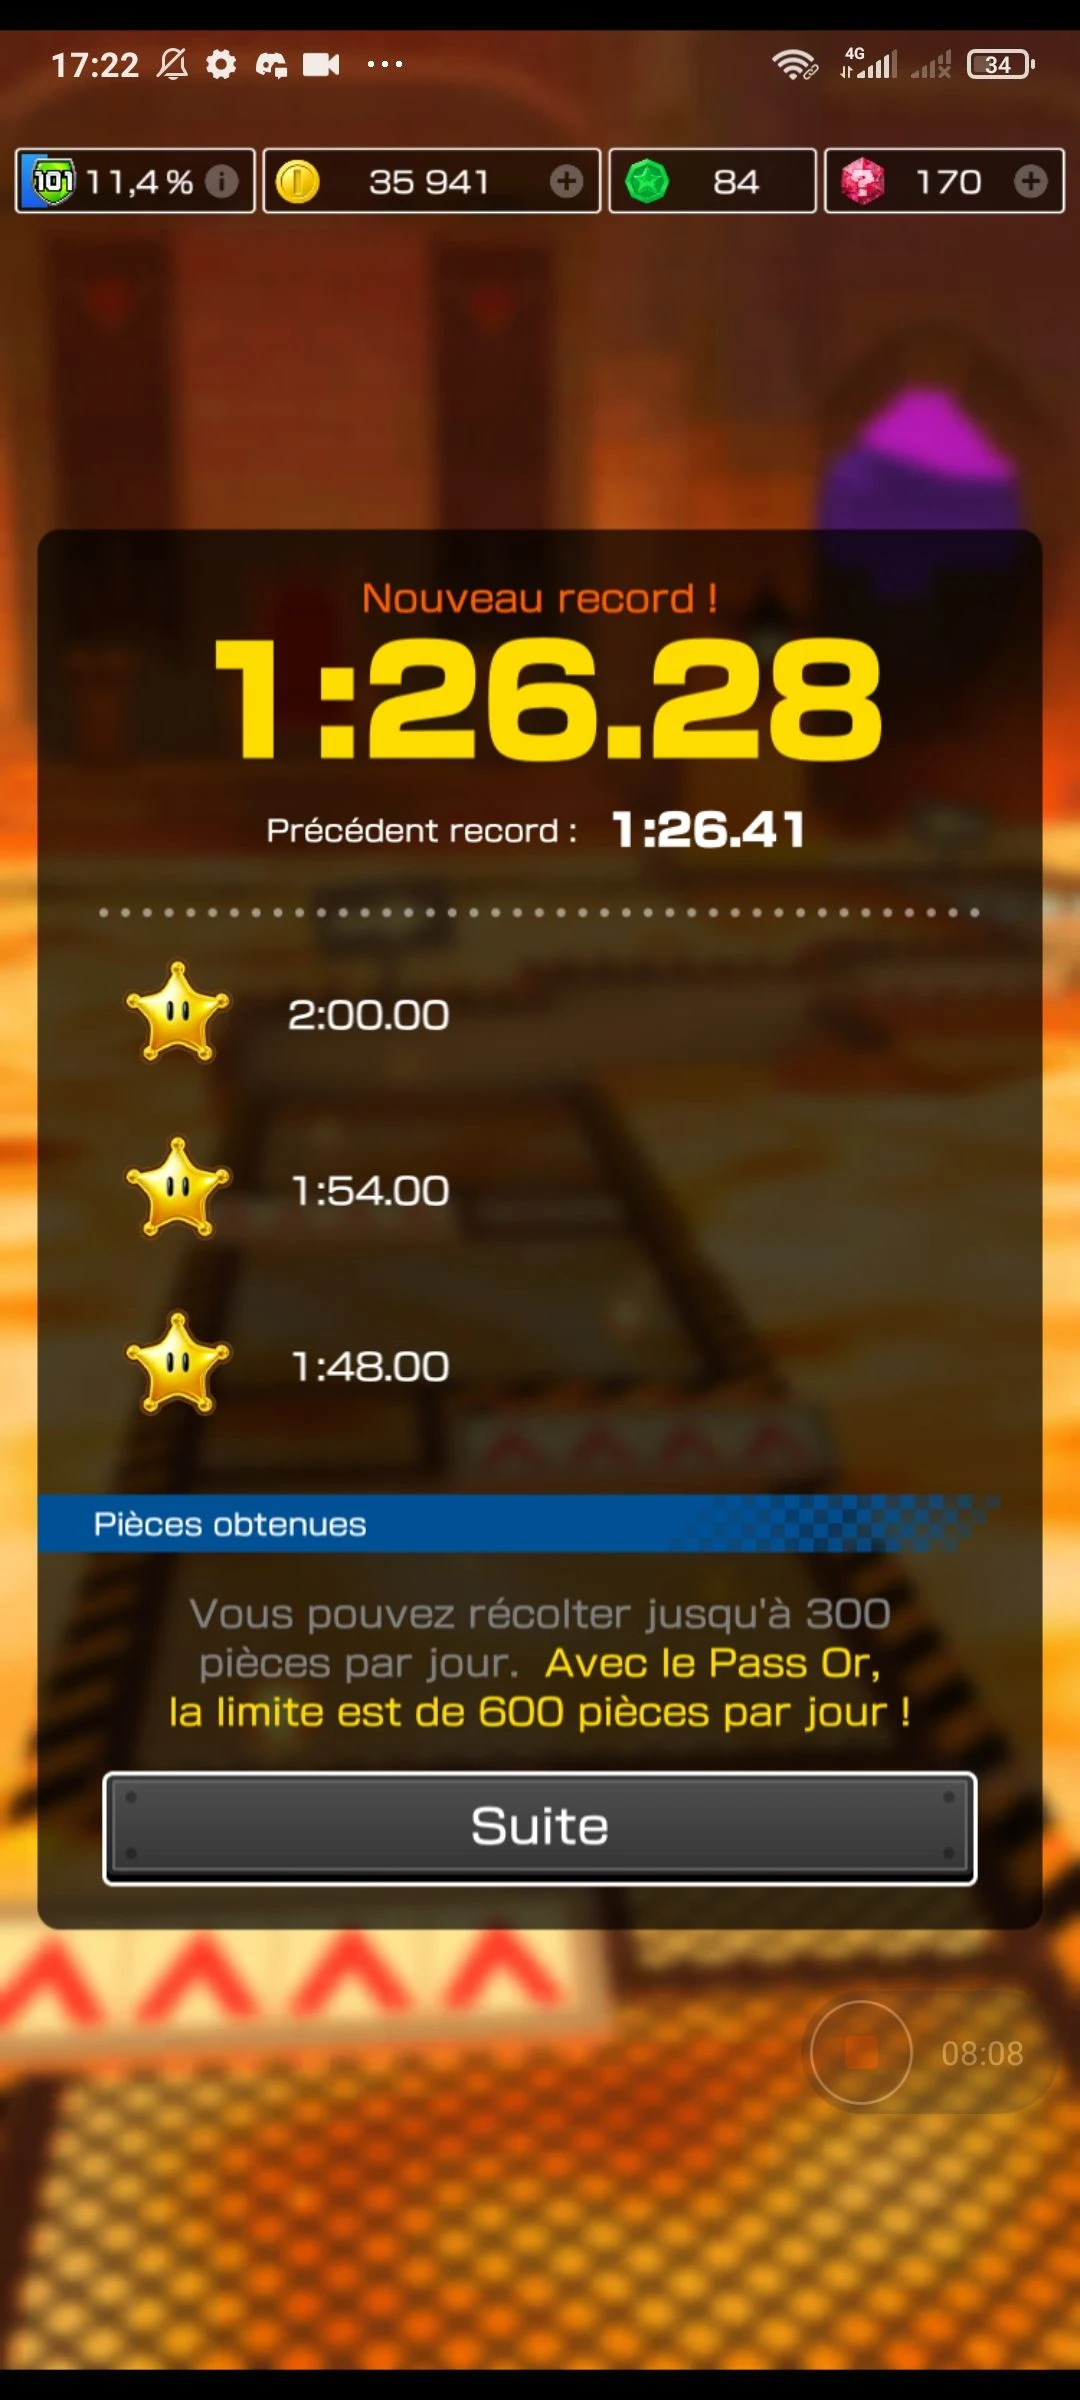 17:22 ... 4G 34
101 11,4 % 35 941 84 170
Nouveau record !
1:26.28
Précédent record : 1:26.41
2:00.00
1:54.00
1:48.00
Pièces obtenues
Vous pouvez récolter jusqu'à 300
pièces par jour. Avec le Pass Or,
la limite est de 600 pièces par jour !
Suite
08:08